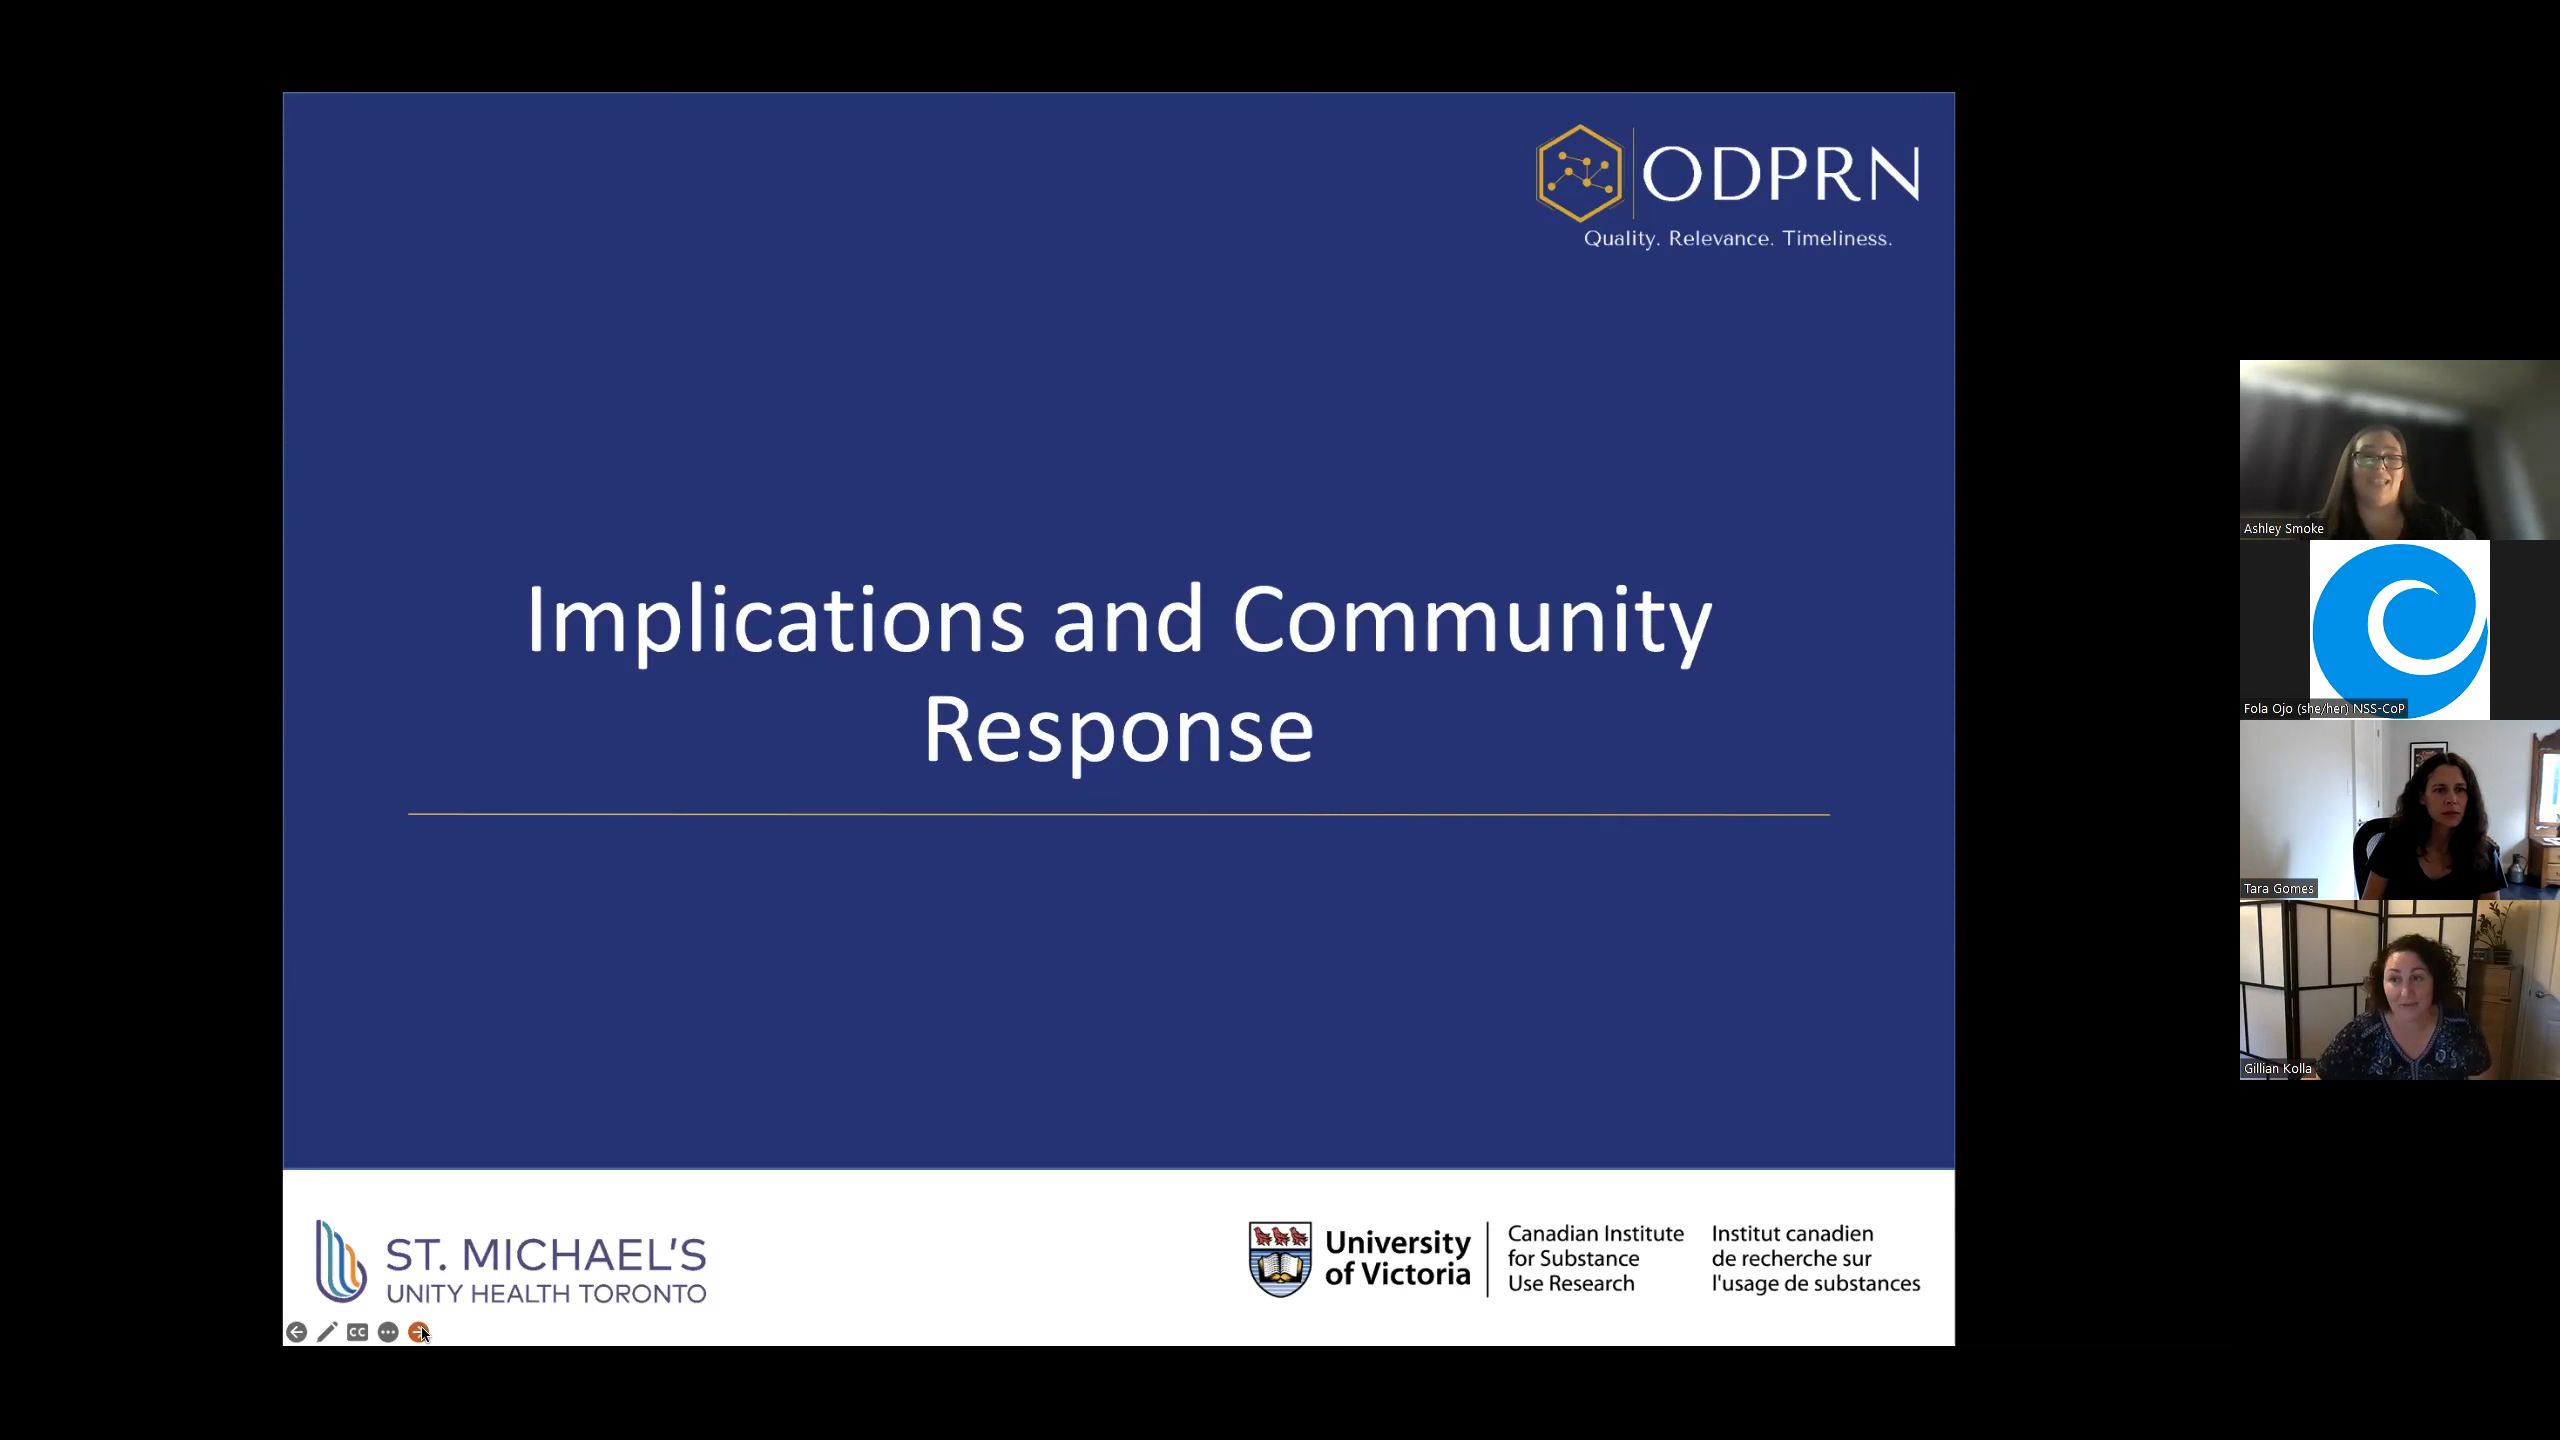 ODPRN
Quality. Relevance. Timeliness.
Implications and Community
Response
ST. MICHAEL'S
UNITY HEALTH TORONTO
University
of Victoria
Canadian Institute
for Substance
Use Research
Institut canadien
de recherche sur
l'usage de substances
CC
Ashley Smoke
Fola Ojo (she/her) NSS-CoP
Tara Gomes
Gillian Kolla